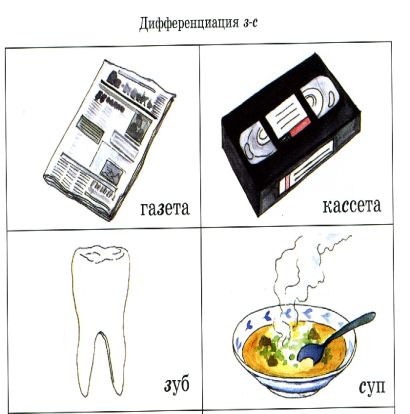 Дифференциация з-с
газета
кассета
зуб
суп